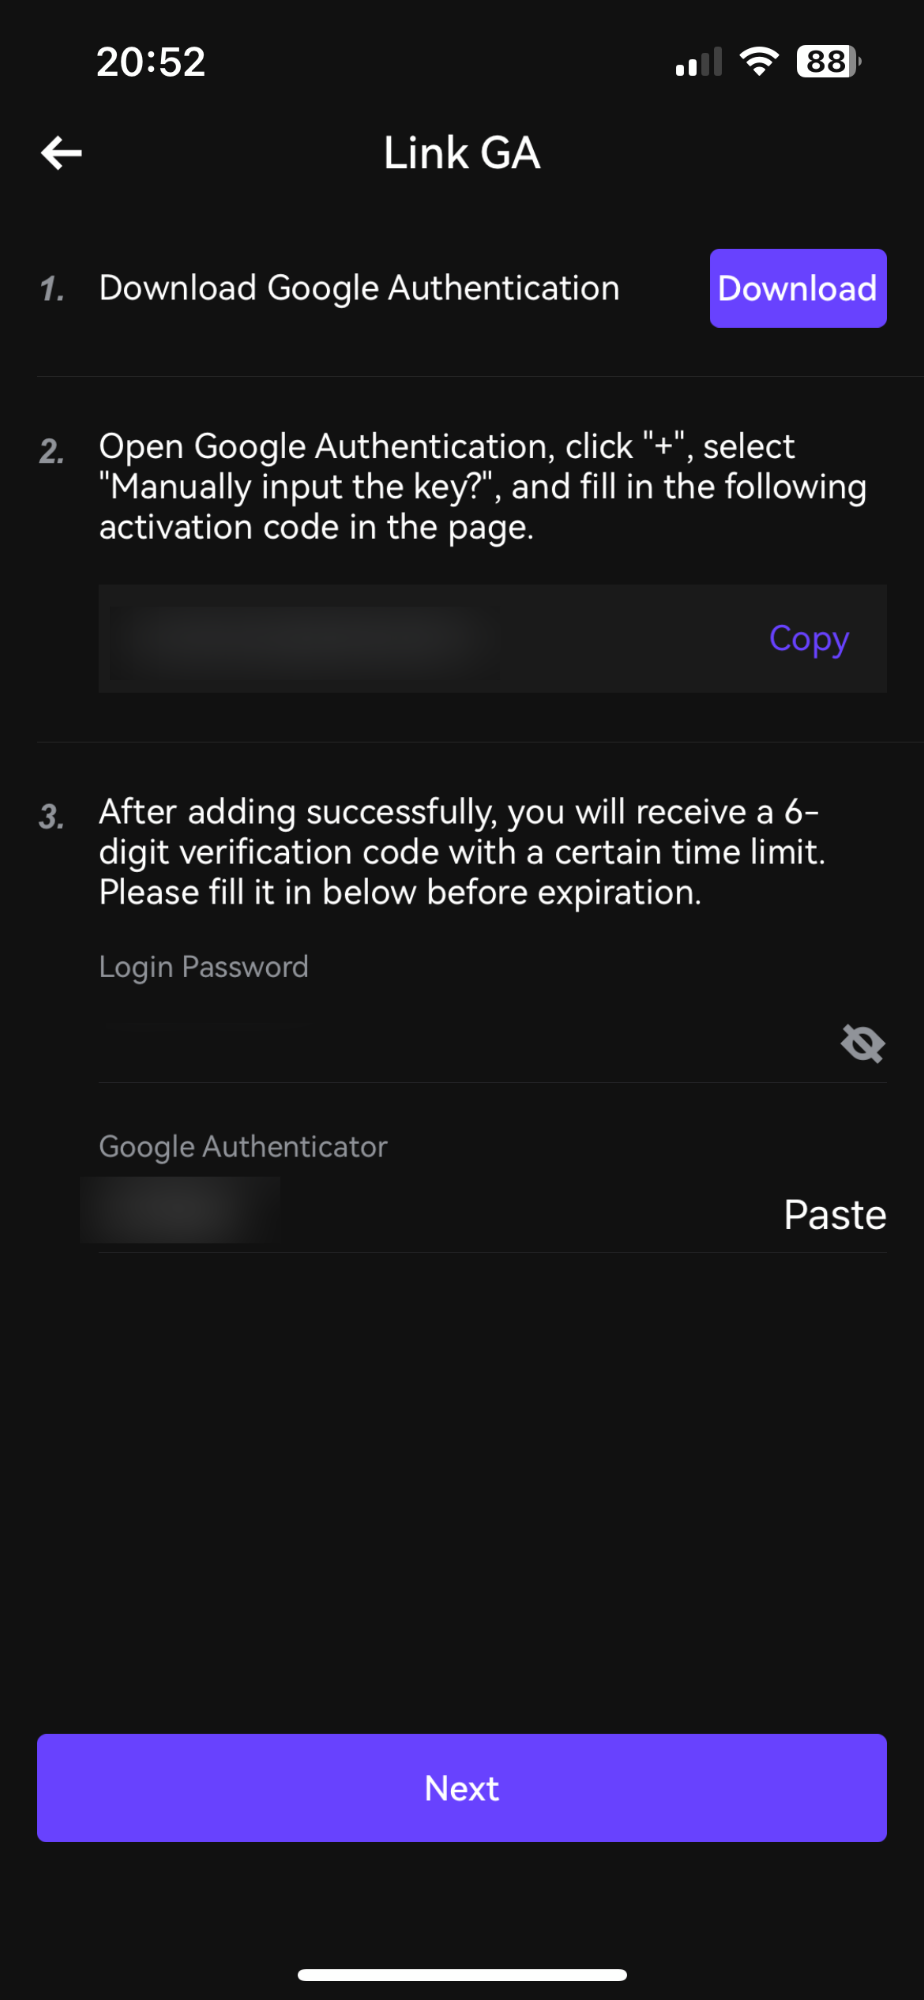 20:52
88
Link GA
1. Download Google Authentication
Download
2. Open Google Authentication, click "+", select
"Manually input the key?", and fill in the following
activation code in the page.
Copy
3. After adding successfully, you will receive a 6-
digit verification code with a certain time limit.
Please fill it in below before expiration.
Login Password
Google Authenticator
Paste
Next